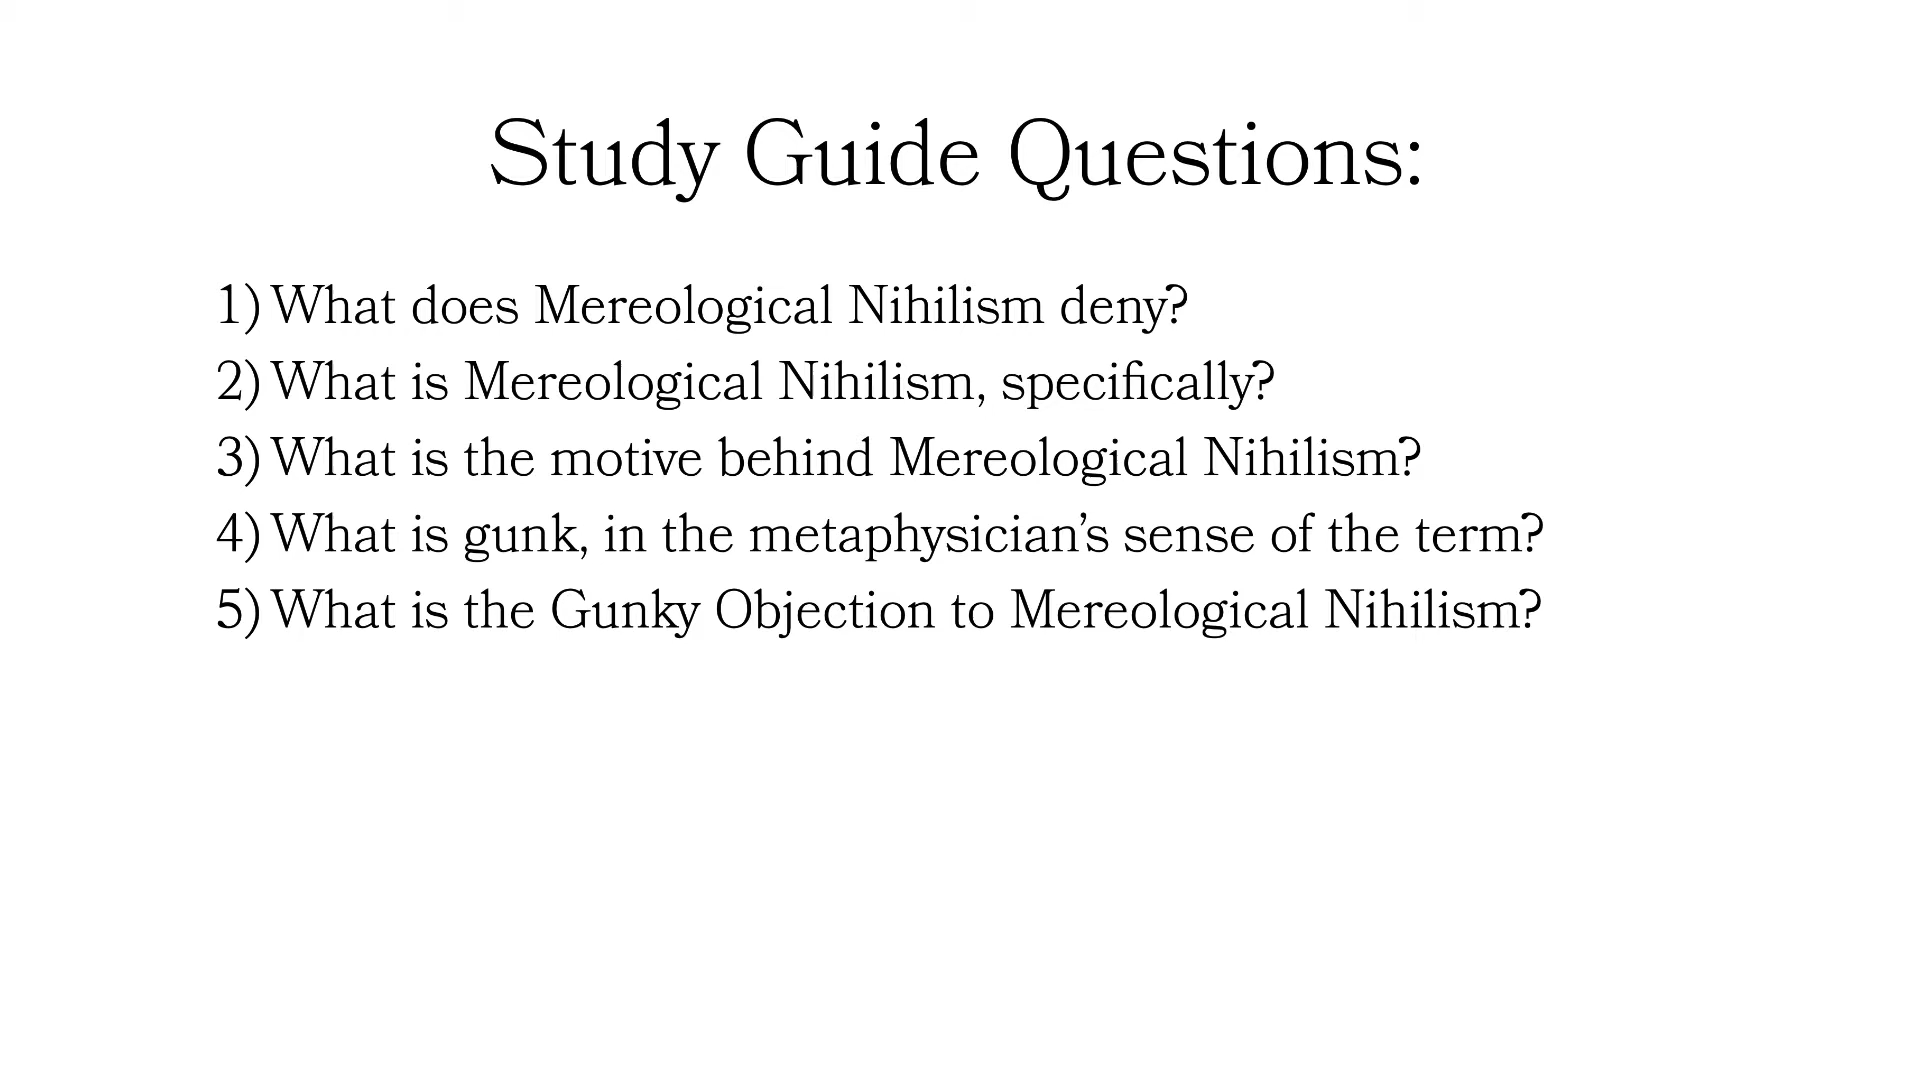 Study Guide Questions:
1) What does Mereological Nihilism deny?
2) What is Mereological Nihilism, specifically?
3) What is the motive behind Mereological Nihilism?
4) What is gunk, in the metaphysician’s sense of the term?
5) What is the Gunky Objection to Mereological Nihilism?